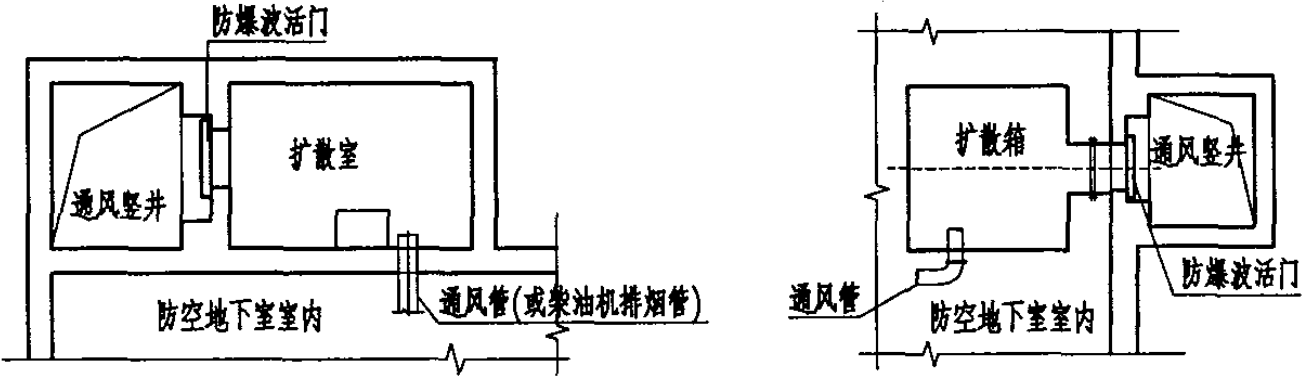 防爆波活门
扩散室
通风竖井
通风管(或柴油机排烟管)
防空地下室室内
扩散箱
通风竖井
防爆波活门
通风管
防空地下室室内